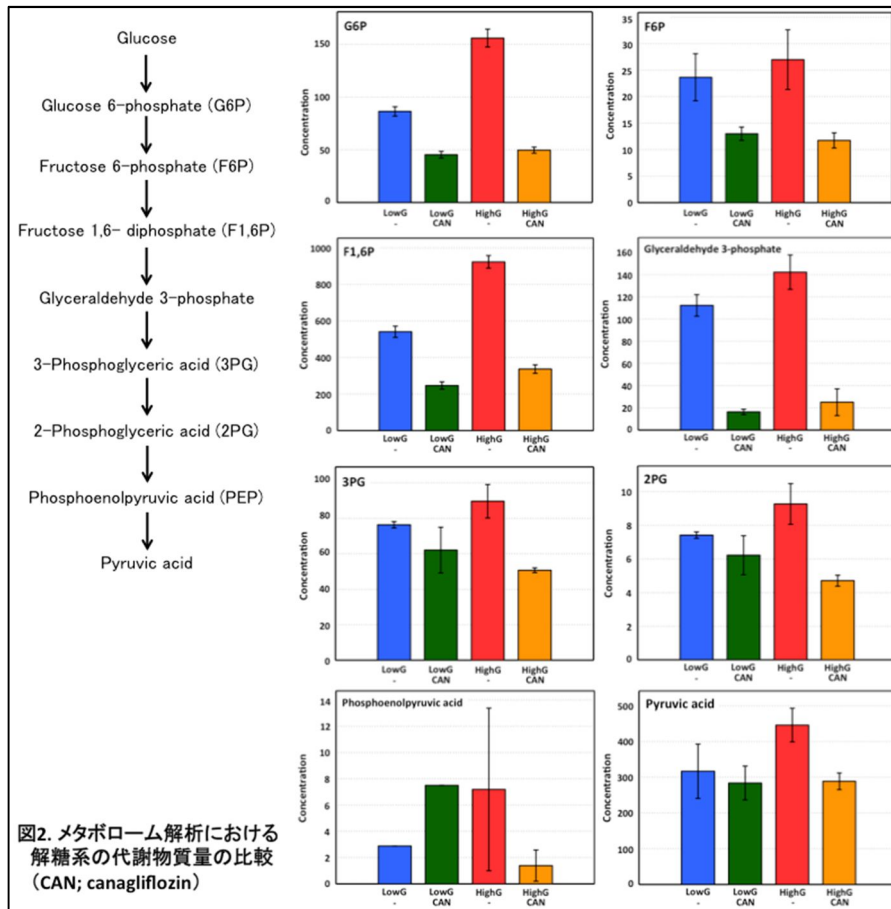 Glucose
Glucose 6-phosphate (G6P)
Fructose 6-phosphate (F6P)
Fructose 1,6- diphosphate (F1,6P)
Glyceraldehyde 3-phosphate
3-Phosphoglyceric acid (3PG)
2-Phosphoglyceric acid (2PG)
Phosphoenolpyruvic acid (PEP)
Pyruvic acid
図2. メタボローム解析における
解糖系の代謝物質量の比較
(CAN; canagliflozin)
G6P
Concentration
150
100
50
0
LowG LowG HighG HighG
- CAN - CAN
F6P
Concentration
35
30
25
20
15
10
5
0
LowG LowG HighG HighG
- CAN - CAN
F1,6P
Concentration
1000
800
600
400
200
0
LowG LowG HighG HighG
- CAN - CAN
Glyceraldehyde 3-phosphate
Concentration
160
140
120
100
80
60
40
20
0
LowG LowG HighG HighG
- CAN - CAN
3PG
Concentration
100
80
60
40
20
0
LowG LowG HighG HighG
- CAN - CAN
2PG
Concentration
10
8
6
4
2
0
LowG LowG HighG HighG
- CAN - CAN
Phosphoenolpyruvic acid
Concentration
14
12
10
8
6
4
2
0
LowG LowG HighG HighG
- CAN - CAN
Pyruvic acid
Concentration
500
400
300
200
100
0
LowG LowG HighG HighG
- CAN - CAN